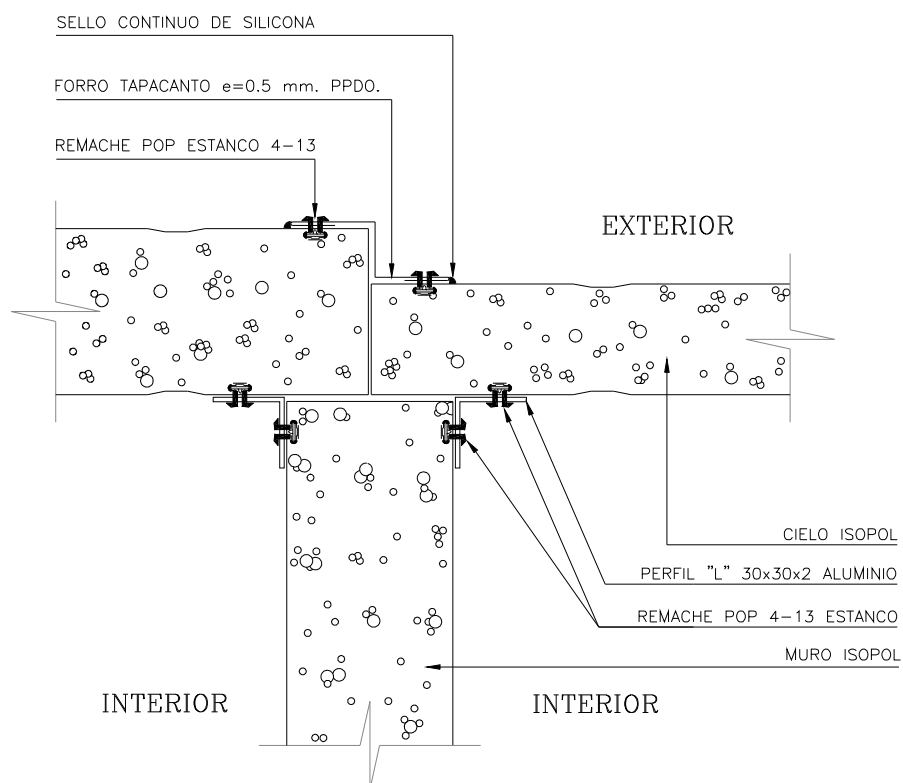 SELLO CONTINUO DE SILICONA
FORRO TAPACANTO e=0.5 mm. PPDO.
REMACHE POP ESTANCO 4-13
EXTERIOR
CIELO ISOPOL
PERFIL "L" 30x30x2 ALUMINIO
REMACHE POP 4-13 ESTANCO
MURO ISOPOL
INTERIOR
INTERIOR